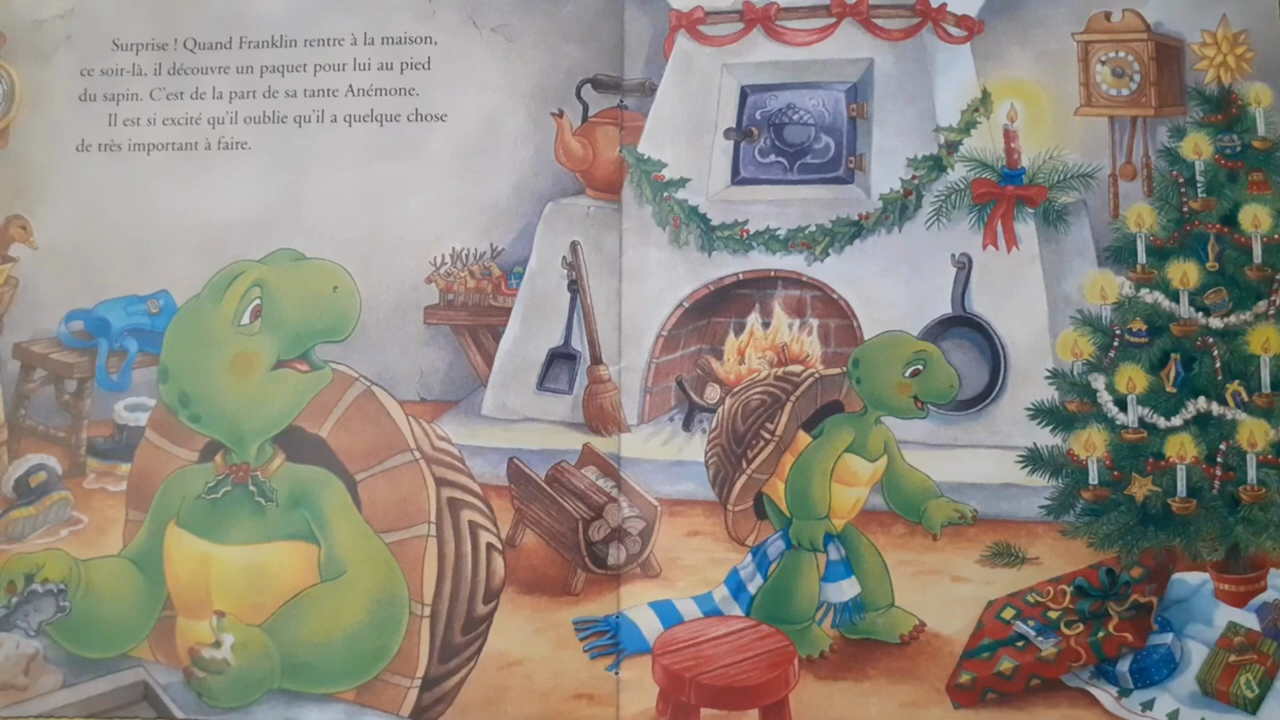 Surprise ! Quand Franklin rentre à la maison,
ce soir-là, il découvre un paquet pour lui au pied
du sapin. C'est de la part de sa tante Anémone.
Il est si excité qu'il oublie qu'il a quelque chose
de très important à faire.